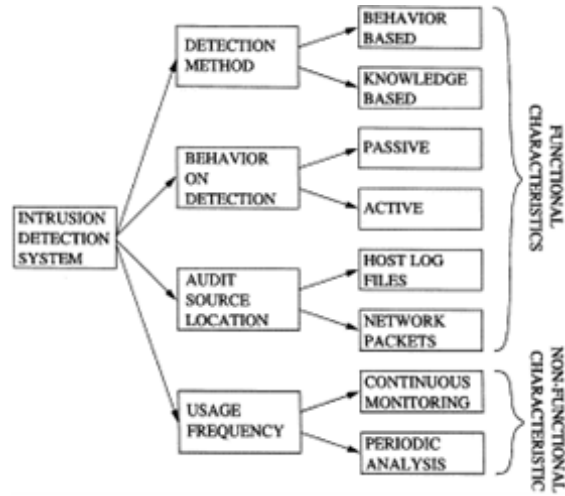 INTRUSION
DETECTION
SYSTEM
DETECTION
METHOD
BEHAVIOR
ON
DETECTION
AUDIT
SOURCE
LOCATION
USAGE
FREQUENCY
BEHAVIOR
BASED
KNOWLEDGE
BASED
PASSIVE
ACTIVE
HOST LOG
FILES
NETWORK
PACKETS
CONTINUOUS
MONITORING
PERIODIC
ANALYSIS
FUNCTIONAL
CHARACTERISTICS
NON-FUNCTIONAL
CHARACTERISTIC